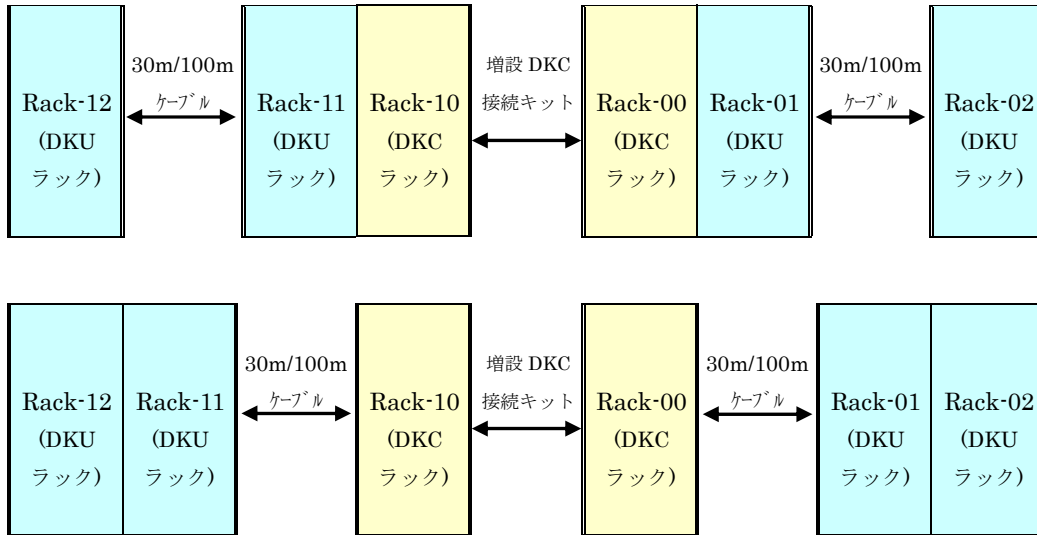 30m/100m
ケーブル
増設 DKC
接続キット
30m/100m
ケーブル
Rack-12
(DKU
ラック)
Rack-11
(DKU
ラック)
Rack-10
(DKC
ラック)
Rack-00
(DKC
ラック)
Rack-01
(DKU
ラック)
Rack-02
(DKU
ラック)
30m/100m
ケーブル
増設 DKC
接続キット
30m/100m
ケーブル
Rack-12
(DKU
ラック)
Rack-11
(DKU
ラック)
Rack-10
(DKC
ラック)
Rack-00
(DKC
ラック)
Rack-01
(DKU
ラック)
Rack-02
(DKU
ラック)